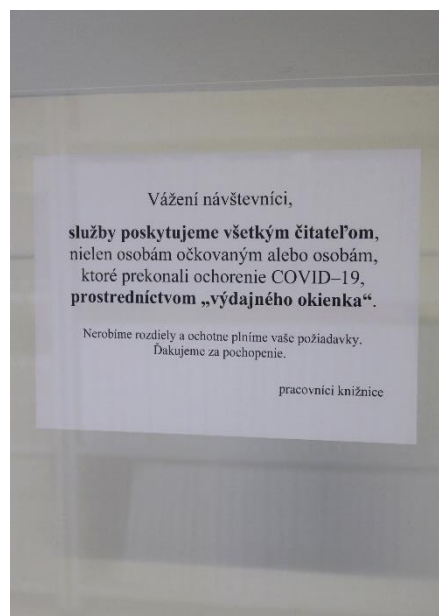 Vážení návštevníci,
služby poskytujeme všetkým čitateľom,
nielen osobám očkovaným alebo osobám,
ktoré prekonali ochorenie COVID–19,
prostredníctvom „výdajného okienka“.
Nerobíme rozdiely a ochotne plníme vaše požiadavky.
Ďakujeme za pochopenie.
pracovníci knižnice